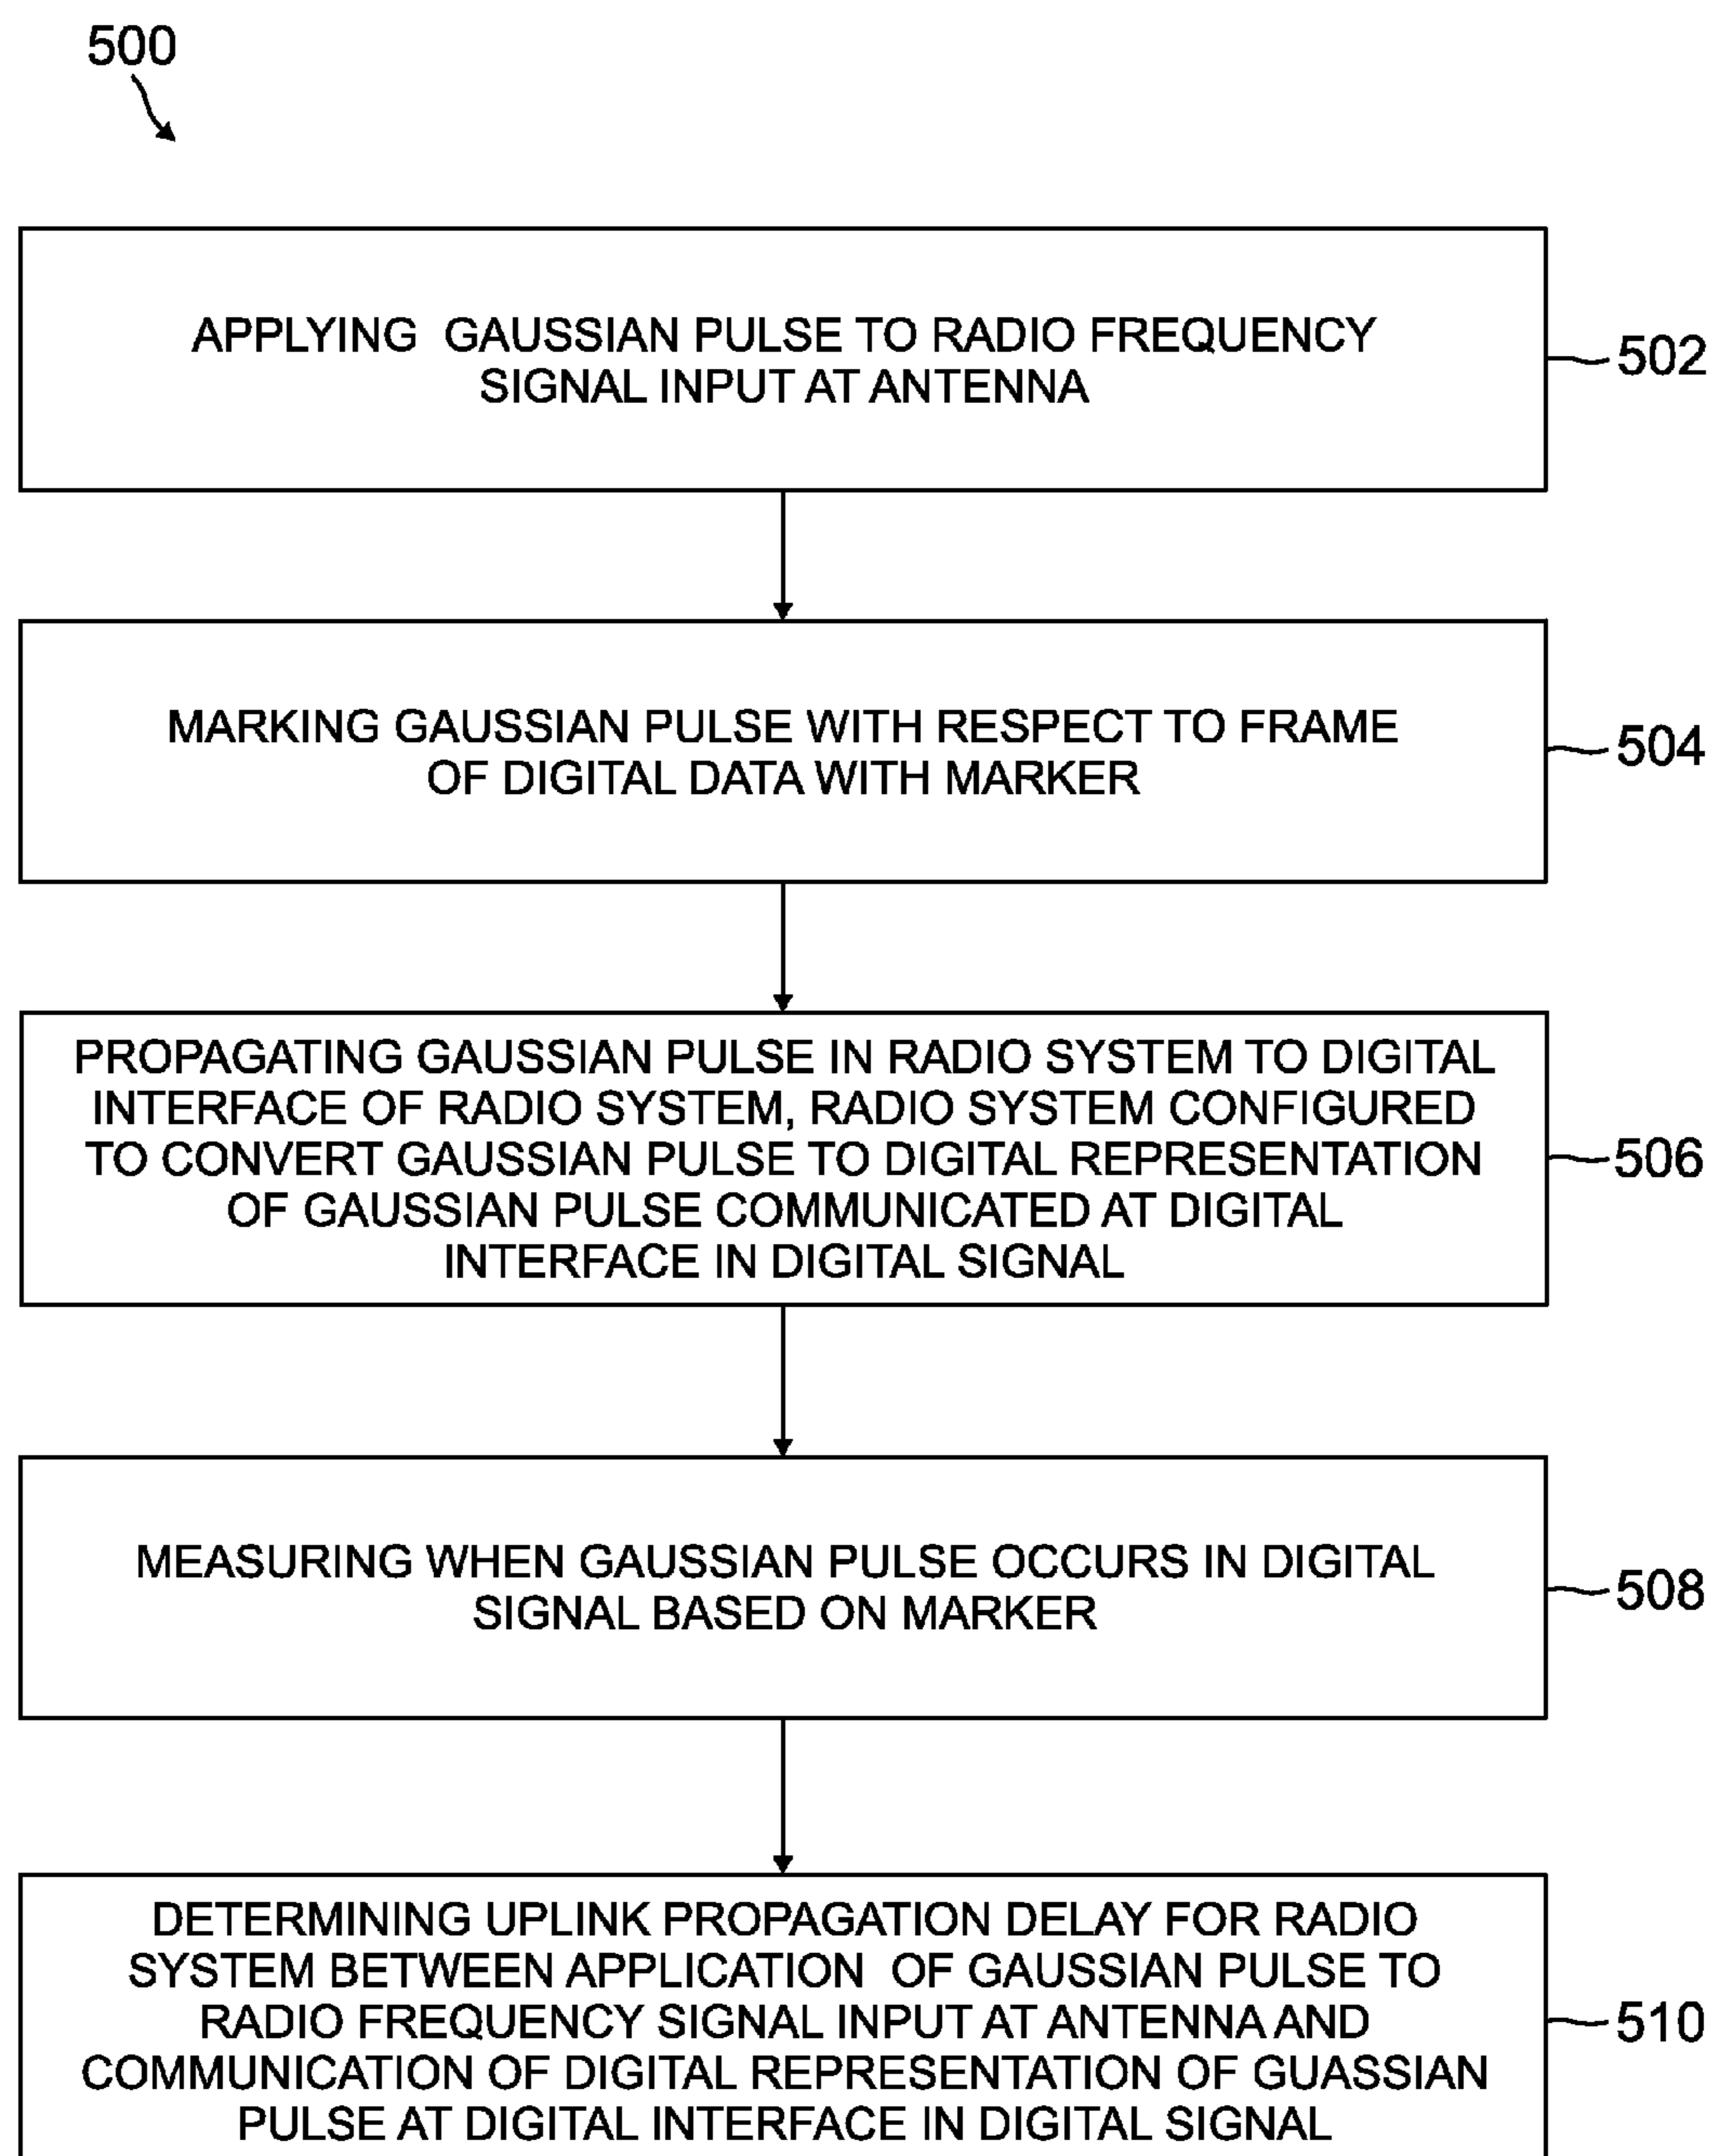 500
APPLYING GAUSSIAN PULSE TO RADIO FREQUENCY
SIGNAL INPUT AT ANTENNA
502
MARKING GAUSSIAN PULSE WITH RESPECT TO FRAME
OF DIGITAL DATA WITH MARKER
504
PROPAGATING GAUSSIAN PULSE IN RADIO SYSTEM TO DIGITAL
INTERFACE OF RADIO SYSTEM, RADIO SYSTEM CONFIGURED
TO CONVERT GAUSSIAN PULSE TO DIGITAL REPRESENTATION
OF GAUSSIAN PULSE COMMUNICATED AT DIGITAL
INTERFACE IN DIGITAL SIGNAL
506
MEASURING WHEN GAUSSIAN PULSE OCCURS IN DIGITAL
SIGNAL BASED ON MARKER
508
DETERMINING UPLINK PROPAGATION DELAY FOR RADIO
SYSTEM BETWEEN APPLICATION OF GAUSSIAN PULSE TO
RADIO FREQUENCY SIGNAL INPUT AT ANTENNA AND
COMMUNICATION OF DIGITAL REPRESENTATION OF GUASSIAN
PULSE AT DIGITAL INTERFACE IN DIGITAL SIGNAL
510